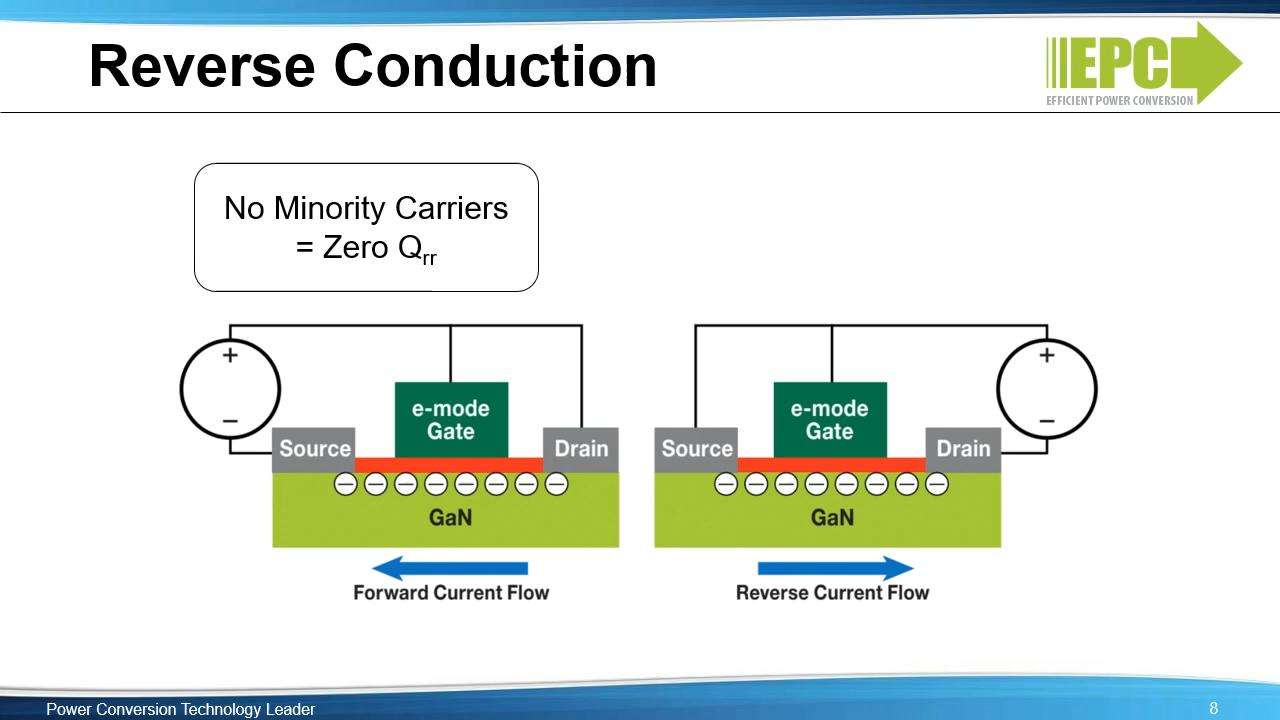 Reverse Conduction
EPC
EFFICIENT POWER CONVERSION
No Minority Carriers
= Zero Qrr
+
−
e-mode
Gate
Source
Drain
− − − − − − − −
GaN
Forward Current Flow
+
−
e-mode
Gate
Source
Drain
− − − − − − − −
GaN
Reverse Current Flow
Power Conversion Technology Leader
8